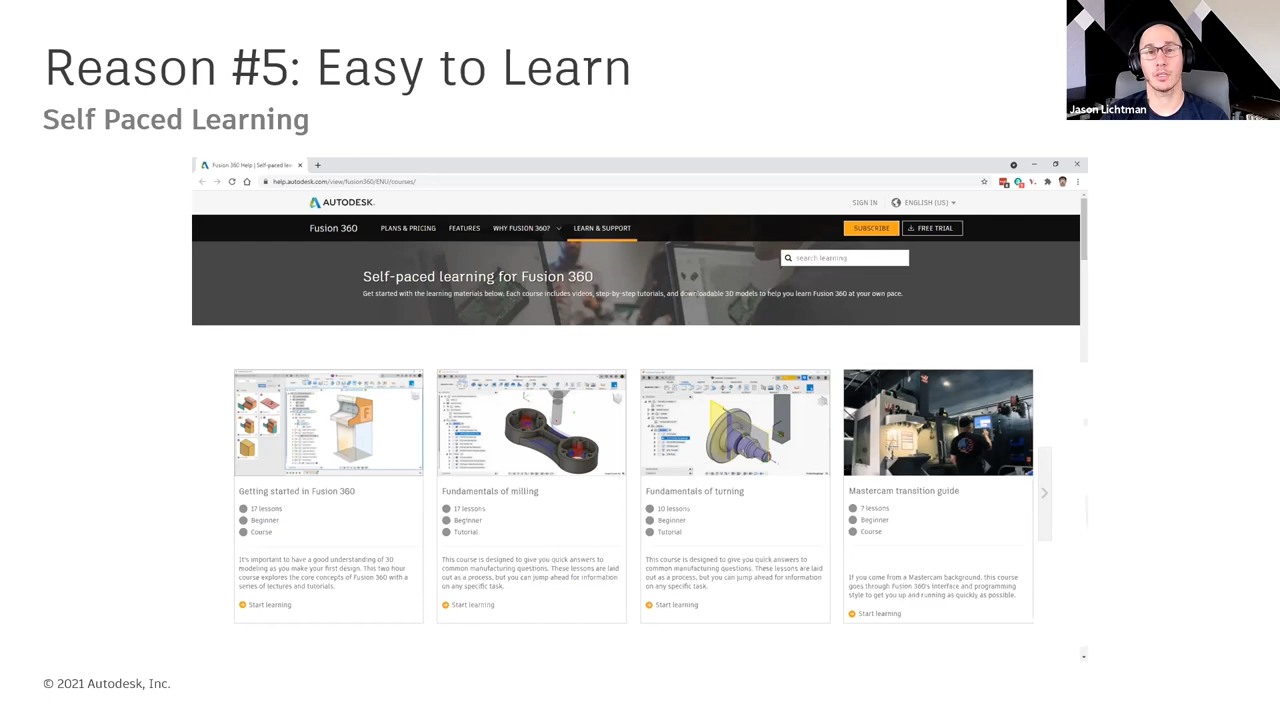 Reason #5: Easy to Learn
Self Paced Learning
Jason Lichtman
Fusion 360 Help | Self-paced lea
help.autodesk.com/view/fusion360/ENU/courses/
AUTODESK
SIGN IN
ENGLISH (US)
Fusion 360
PLANS & PRICING
FEATURES
WHY FUSION 360?
LEARN & SUPPORT
SUBSCRIBE
FREE TRIAL
search learning
Self-paced learning for Fusion 360
Get started with the learning materials below. Each course includes videos, step-by-step tutorials, and downloadable 3D models to help you learn Fusion 360 at your own pace.
Getting started in Fusion 360
17 lessons
Beginner
Course
It's important to have a good understanding of 3D
modeling as you make your first design. This two hour
course explores the core concepts of Fusion 360 with a
series of lectures and tutorials.
Start learning
Fundamentals of milling
17 lessons
Beginner
Tutorial
This course is designed to give you quick answers to
common manufacturing questions. These lessons are laid
out as a process, but you can jump ahead for information
on any specific task.
Start learning
Fundamentals of turning
10 lessons
Beginner
Tutorial
This course is designed to give you quick answers to
common manufacturing questions. These lessons are laid
out as a process, but you can jump ahead for information
on any specific task.
Start learning
Mastercam transition guide
7 lessons
Beginner
Course
If you come from a Mastercam background, this course
goes through Fusion 360's interface and programming
style to get you up and running as quickly as possible.
Start learning
© 2021 Autodesk, Inc.